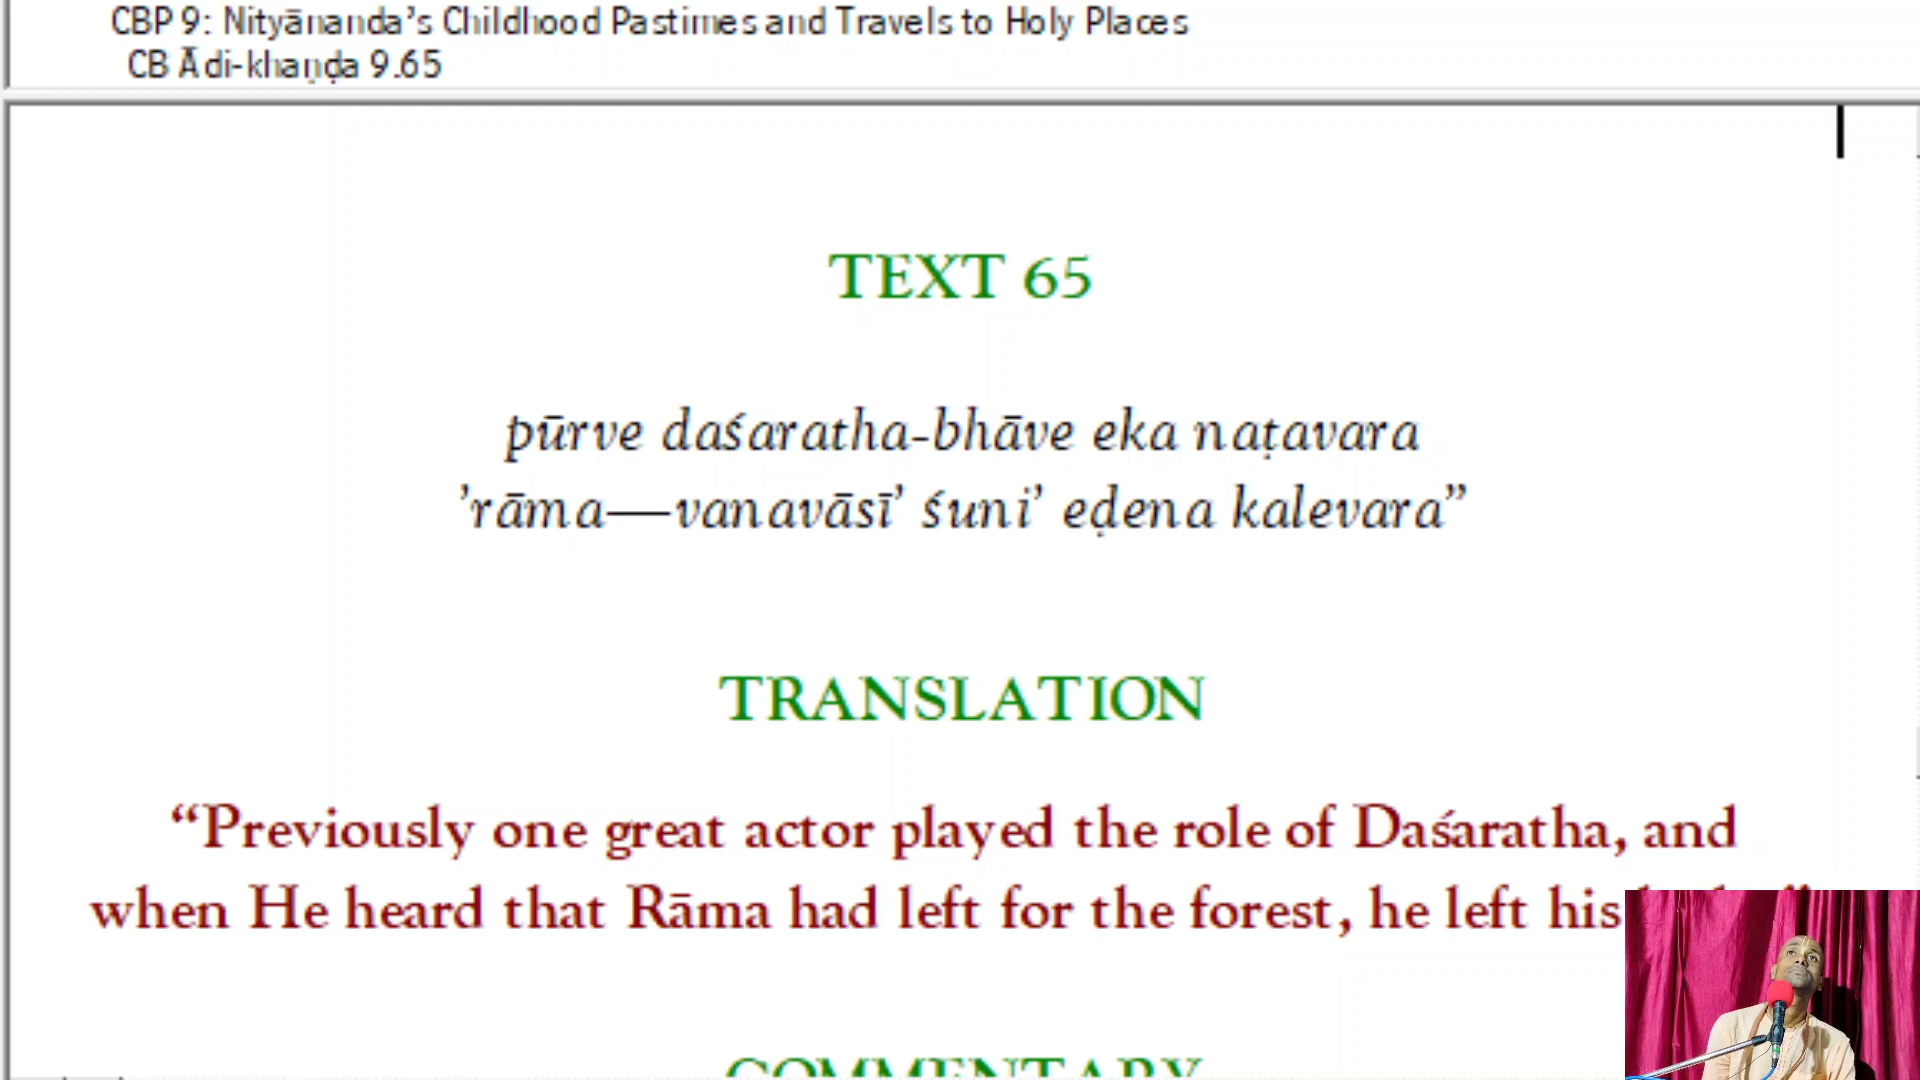 CBP 9: Nityānanda’s Childhood Pastimes and Travels to Holy Places
CB Ādi-khaṇḍa 9.65
TEXT 65
pūrve daśaratha-bhāve eka naṭavara
’rāma—vanavāsī’ śuni’ eḍena kalevara”
TRANSLATION
“Previously one great actor played the role of Daśaratha, and
when He heard that Rāma had left for the forest, he left his
COMMENTARY